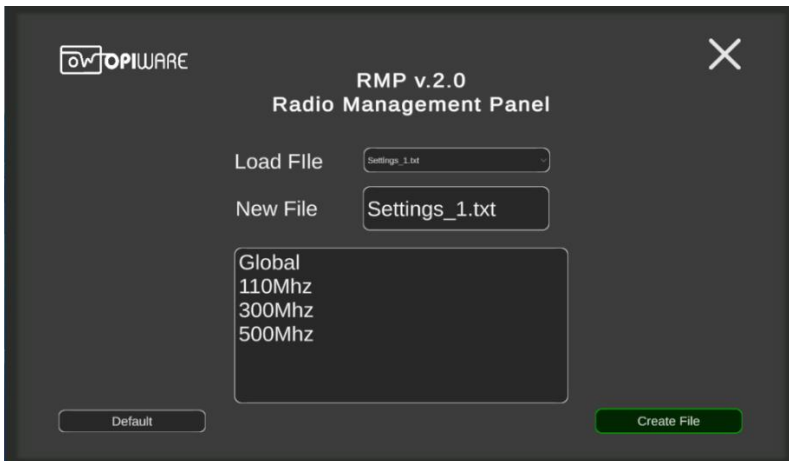 OW OPIWARE
RMP v.2.0
Radio Management Panel
Load FIle
Settings_1.txt
New File
Settings_1.txt
Global
110Mhz
300Mhz
500Mhz
Default
Create File